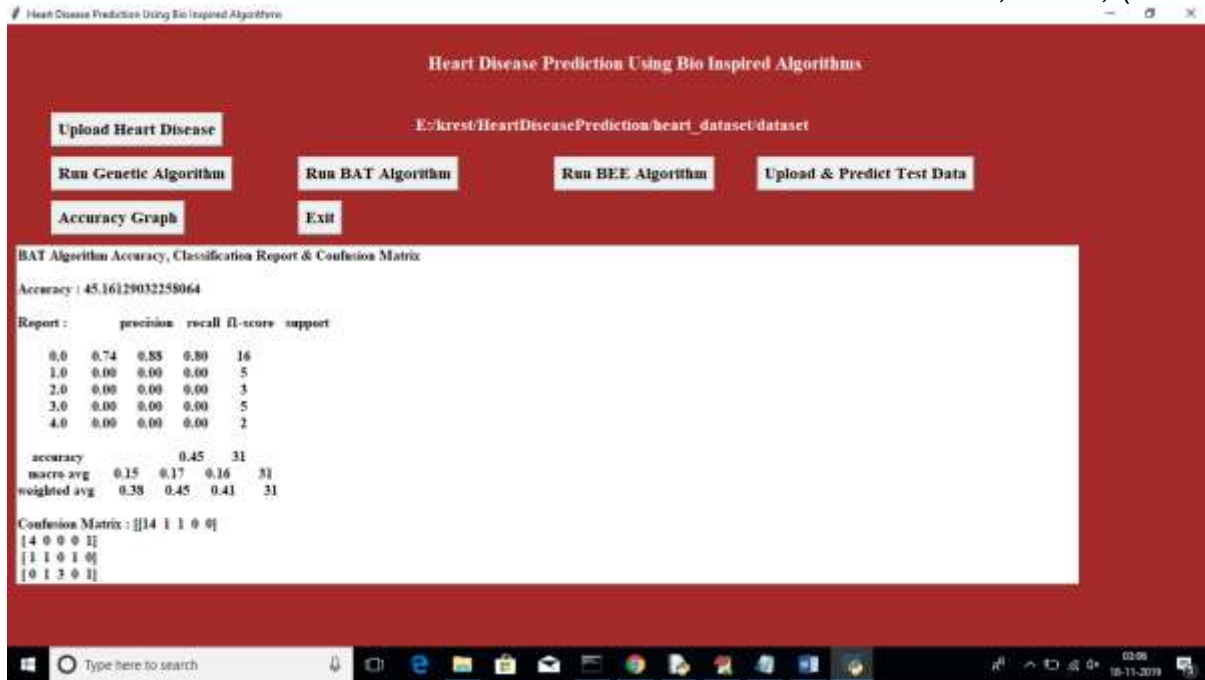 Heart Disease Prediction Using Bio Inspired Algorithms
Heart Disease Prediction Using Bio Inspired Algorithms
Upload Heart Disease
E:/krest/HeartDiseasePrediction/heart_dataset/dataset
Run Genetic Algorithm
Run BAT Algorithm
Run BEE Algorithm
Upload & Predict Test Data
Accuracy Graph
Exit
BAT Algorithm Accuracy, Classification Report & Confusion Matrix
Accuracy : 45.16129032258064
Report : precision recall f1-score support
0.0 0.74 0.88 0.80 16
1.0 0.00 0.00 0.00 5
2.0 0.00 0.00 0.00 3
3.0 0.00 0.00 0.00 5
4.0 0.00 0.00 0.00 2
accuracy 0.45 31
macro avg 0.15 0.17 0.16 31
weighted avg 0.38 0.45 0.41 31
Confusion Matrix : [[14 1 1 0 0]
[4 0 0 0 1]
[1 1 0 1 0]
[0 1 3 0 1]
Type here to search
03:06
18-11-2019